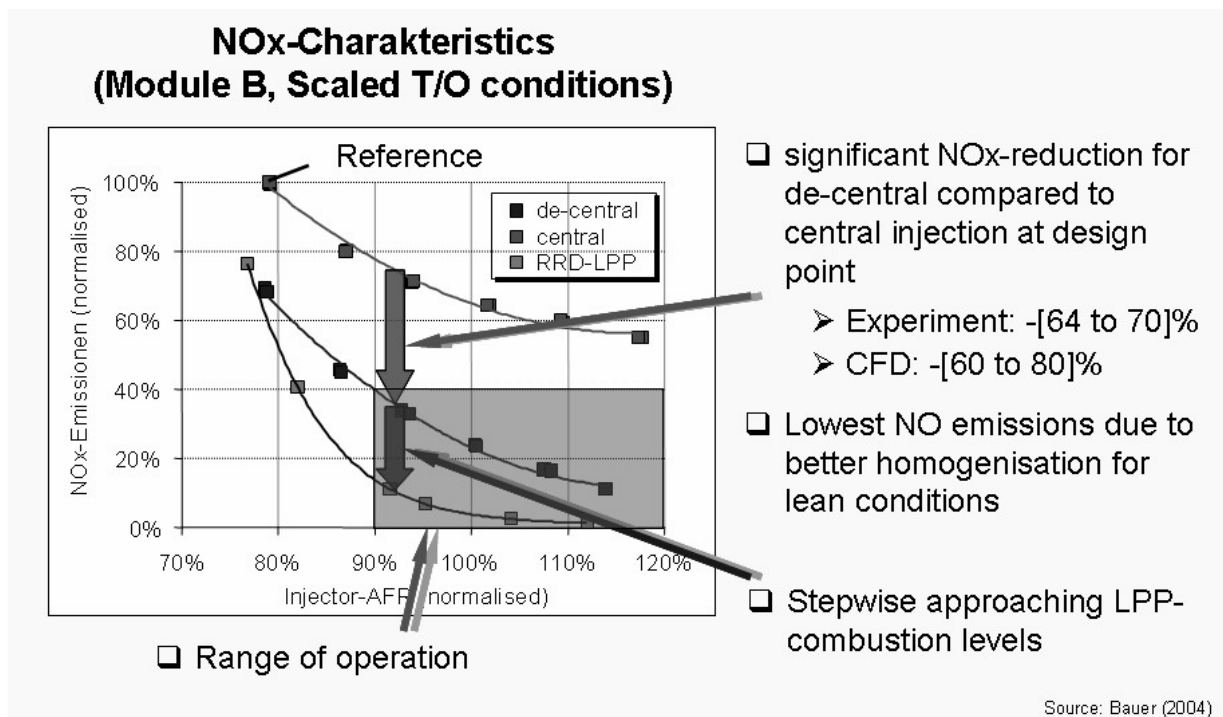 NOx-Charakteristics
(Module B, Scaled T/O conditions)
Reference
100%
80%
60%
40%
20%
0%
NOx-Emissionen (normalised)
de-central
central
RRD-LPP
70%
80%
90%
100%
110%
120%
Injector-AFR (normalised)
❑ Range of operation
❑ significant NOx-reduction for
de-central compared to
central injection at design
point
➢ Experiment: -[64 to 70]%
➢ CFD: -[60 to 80]%
❑ Lowest NO emissions due to
better homogenisation for
lean conditions
❑ Stepwise approaching LPP-
combustion levels
Source: Bauer (2004)